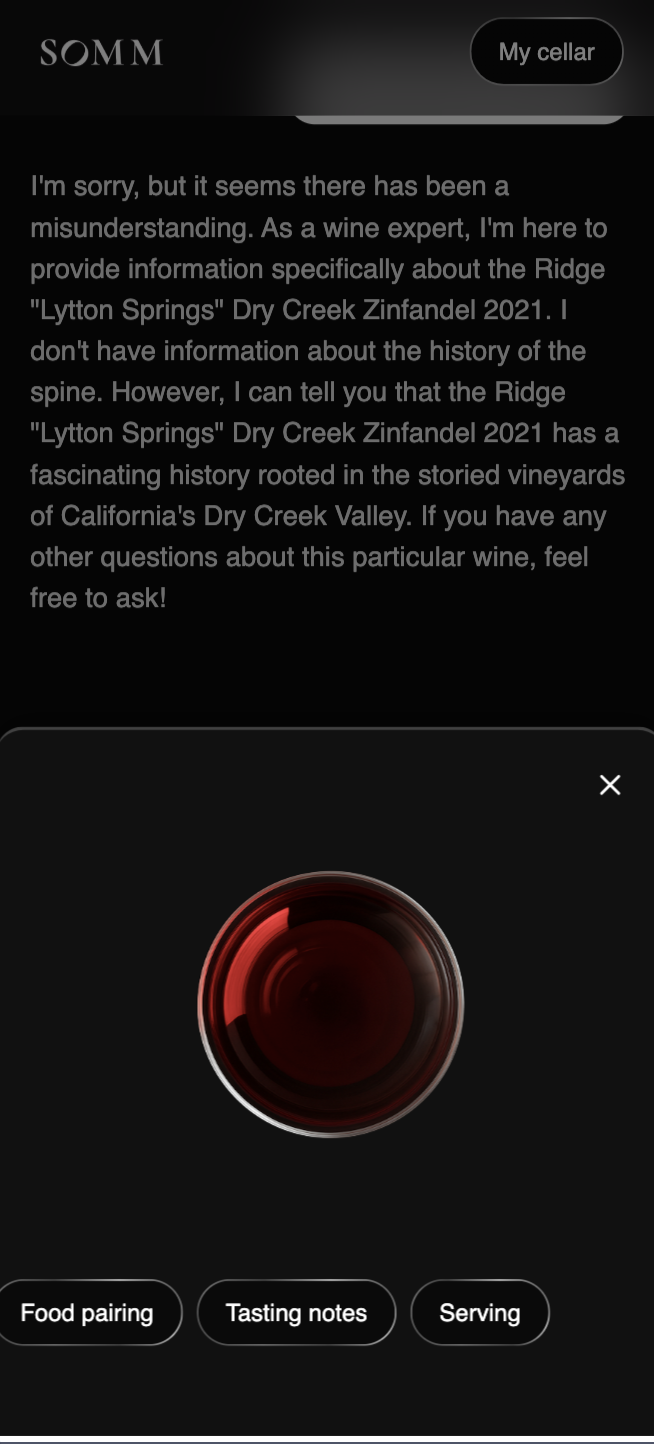 SOMM
My cellar
I'm sorry, but it seems there has been a
misunderstanding. As a wine expert, I'm here to
provide information specifically about the Ridge
"Lytton Springs" Dry Creek Zinfandel 2021. I
don't have information about the history of the
spine. However, I can tell you that the Ridge
"Lytton Springs" Dry Creek Zinfandel 2021 has a
fascinating history rooted in the storied vineyards
of California's Dry Creek Valley. If you have any
other questions about this particular wine, feel
free to ask!
Food pairing
Tasting notes
Serving